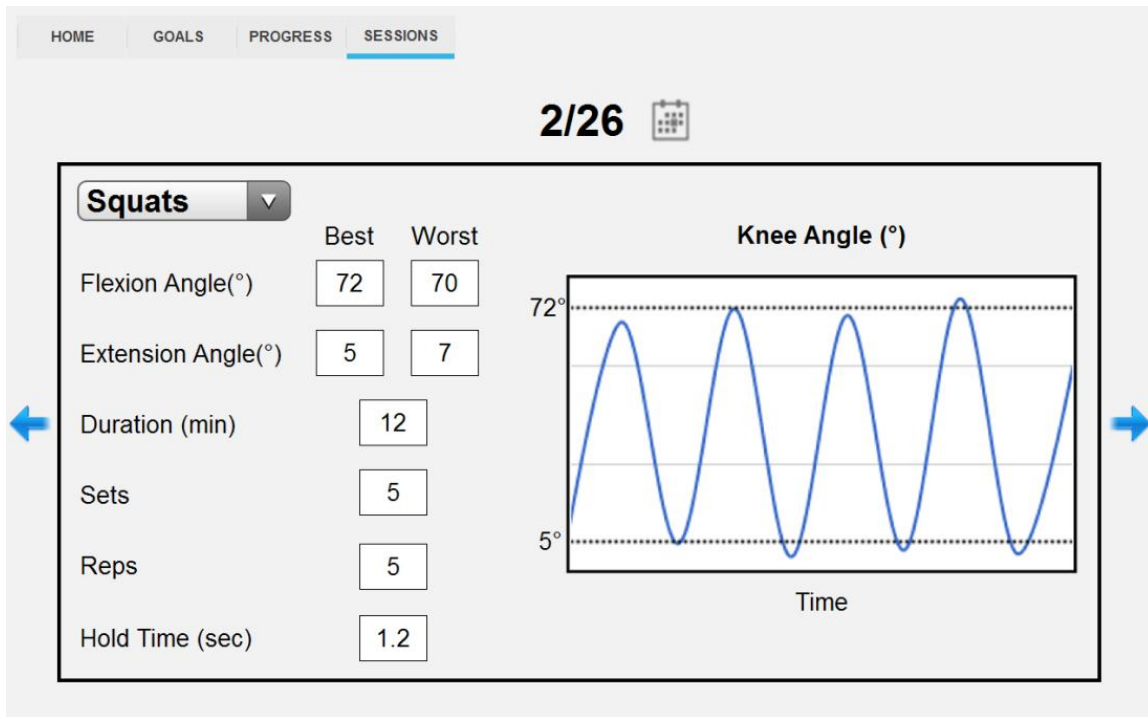 HOME GOALS PROGRESS SESSIONS
2/26
Squats
Best Worst
Flexion Angle(°) 72 70
Extension Angle(°) 5 7
Duration (min) 12
Sets 5
Reps 5
Hold Time (sec) 1.2
Knee Angle (°)
72°
5°
Time